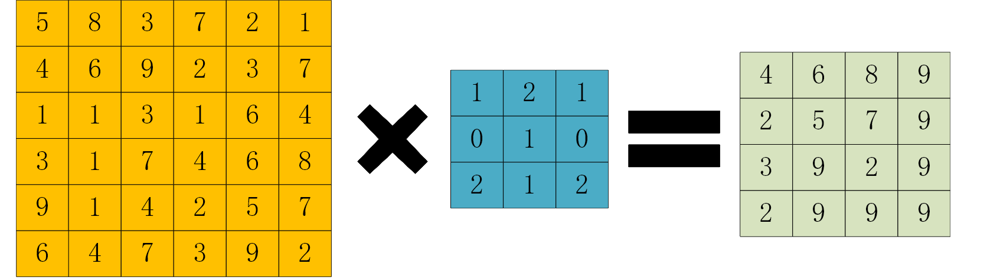 5 8 3 7 2 1
4 6 9 2 3 7
1 1 3 1 6 4
3 1 7 4 6 8
9 1 4 2 5 7
6 4 7 3 9 2
1 2 1
0 1 0
2 1 2
4 6 8 9
2 5 7 9
3 9 2 9
2 9 9 9